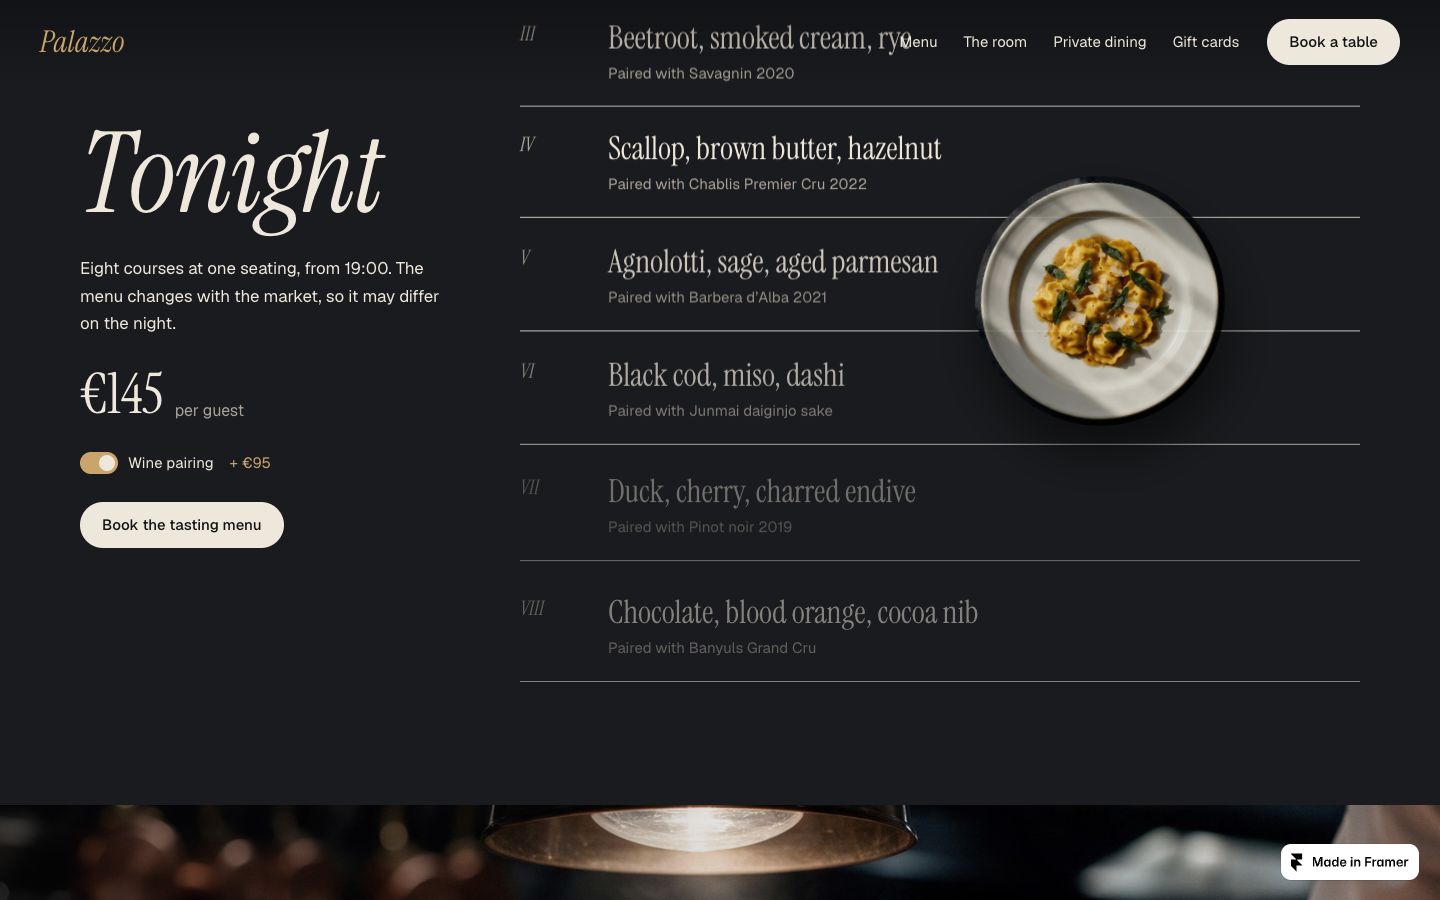 Palazzo
Menu
The room
Private dining
Gift cards
Book a table
Tonight
Eight courses at one seating, from 19:00. The
menu changes with the market, so it may differ
on the night.
€145 per guest
Wine pairing + €95
Book the tasting menu
III
Beetroot, smoked cream, rye
Paired with Savagnin 2020
IV
Scallop, brown butter, hazelnut
Paired with Chablis Premier Cru 2022
V
Agnolotti, sage, aged parmesan
Paired with Barbera d'Alba 2021
VI
Black cod, miso, dashi
Paired with Junmai daiginjo sake
VII
Duck, cherry, charred endive
Paired with Pinot noir 2019
VIII
Chocolate, blood orange, cocoa nib
Paired with Banyuls Grand Cru
Made in Framer